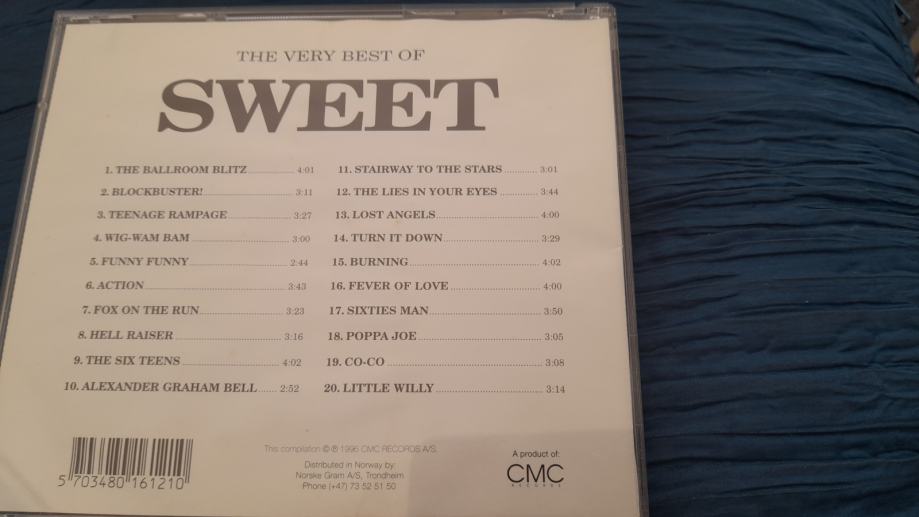 THE VERY BEST OF
SWEET
1. THE BALLROOM BLITZ 4:01
2. BLOCKBUSTER! 3:11
3. TEENAGE RAMPAGE 3:27
4. WIG-WAM BAM 3:00
5. FUNNY FUNNY 2:44
6. ACTION 3:43
7. FOX ON THE RUN 3:23
8. HELL RAISER 3:16
9. THE SIX TEENS 4:02
10. ALEXANDER GRAHAM BELL 2:52
11. STAIRWAY TO THE STARS 3:01
12. THE LIES IN YOUR EYES 3:44
13. LOST ANGELS 4:00
14. TURN IT DOWN 3:29
15. BURNING 4:02
16. FEVER OF LOVE 4:00
17. SIXTIES MAN 3:50
18. POPPA JOE 3:05
19. CO-CO 3:08
20. LITTLE WILLY 3:14
5 703480 161210
This compilation ©℗ 1996 CMC RECORDS A/S.
Distributed in Norway by:
Norske Gram A/S, Trondheim
Phone (+47) 73 52 51 50
A product of:
CMC
RECORDS